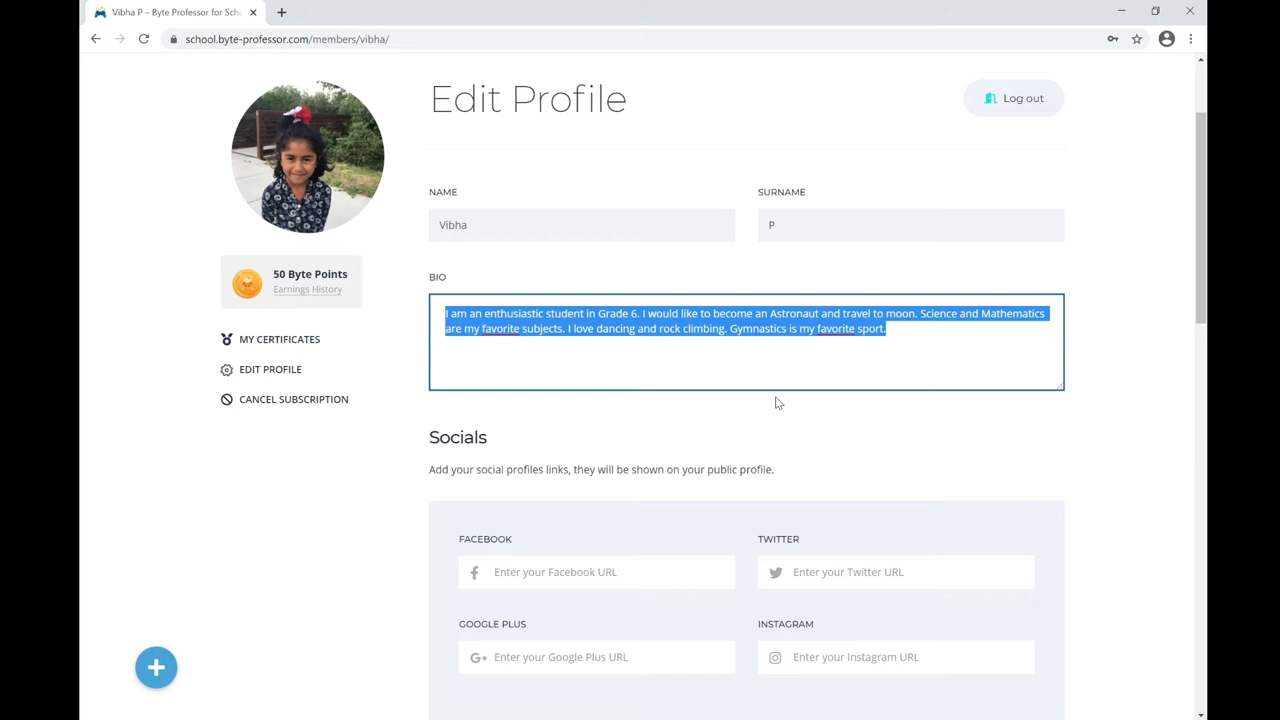 Vibha P – Byte Professor for Sch
school.byte-professor.com/members/vibha/
Edit Profile
Log out
NAME
SURNAME
Vibha
P
50 Byte Points
Earnings History
BIO
I am an enthusiastic student in Grade 6. I would like to become an Astronaut and travel to moon. Science and Mathematics
are my favorite subjects. I love dancing and rock climbing. Gymnastics is my favorite sport.
MY CERTIFICATES
EDIT PROFILE
CANCEL SUBSCRIPTION
Socials
Add your social profiles links, they will be shown on your public profile.
FACEBOOK
TWITTER
Enter your Facebook URL
Enter your Twitter URL
GOOGLE PLUS
INSTAGRAM
Enter your Google Plus URL
Enter your Instagram URL